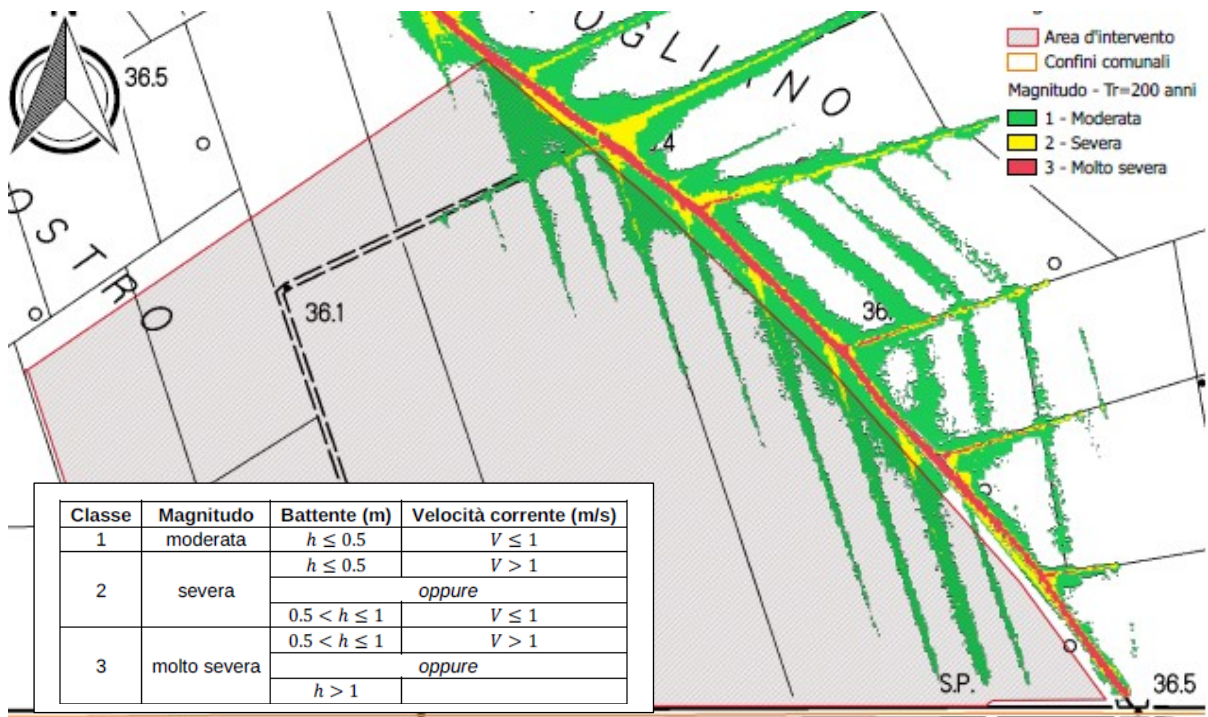 N
OGLIANO
36.5
Area d'intervento
Confini comunali
Magnitudo - Tr=200 anni
1 - Moderata
2 - Severa
3 - Molto severa
OSTRO
36.1
36.
Classe Magnitudo Battente (m) Velocità corrente (m/s)
1 moderata h ≤ 0.5 V ≤ 1
h ≤ 0.5 V > 1
2 severa oppure
0.5 < h ≤ 1 V ≤ 1
0.5 < h ≤ 1 V > 1
3 molto severa oppure
h > 1
S.P.
36.5